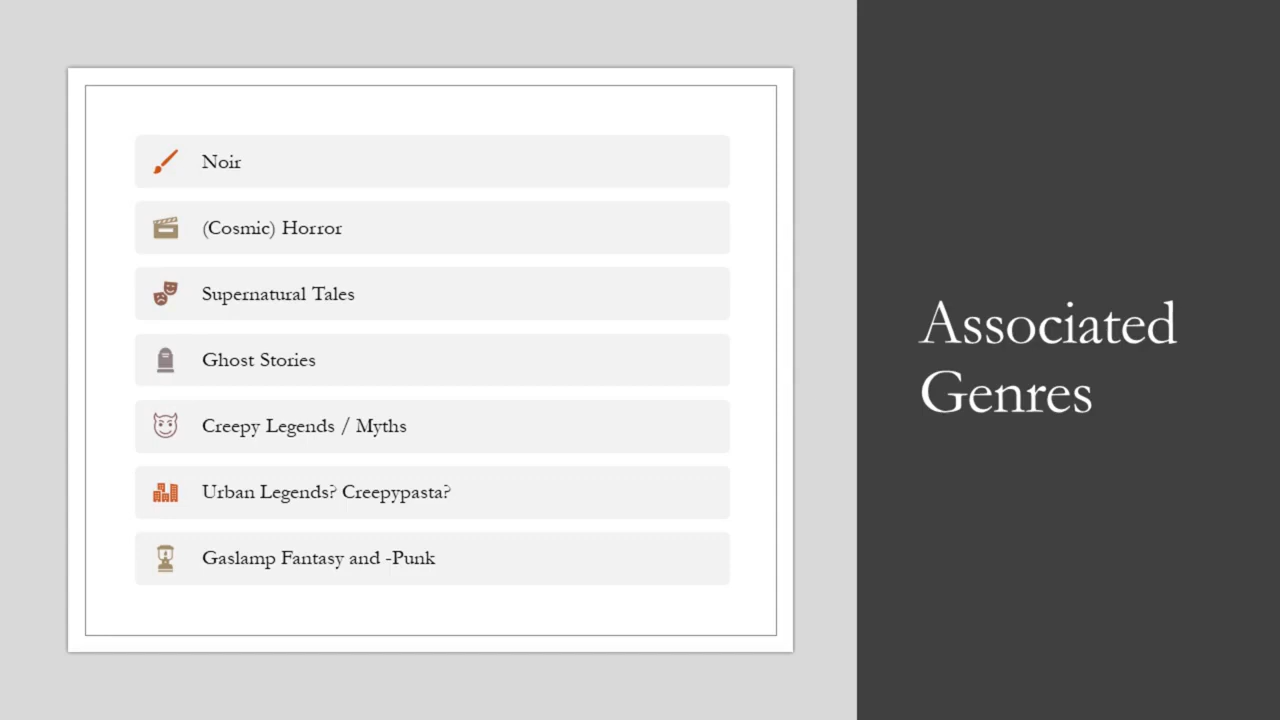 Noir
(Cosmic) Horror
Supernatural Tales
Ghost Stories
Creepy Legends / Myths
Urban Legends? Creepypasta?
Gaslamp Fantasy and -Punk
Associated
Genres